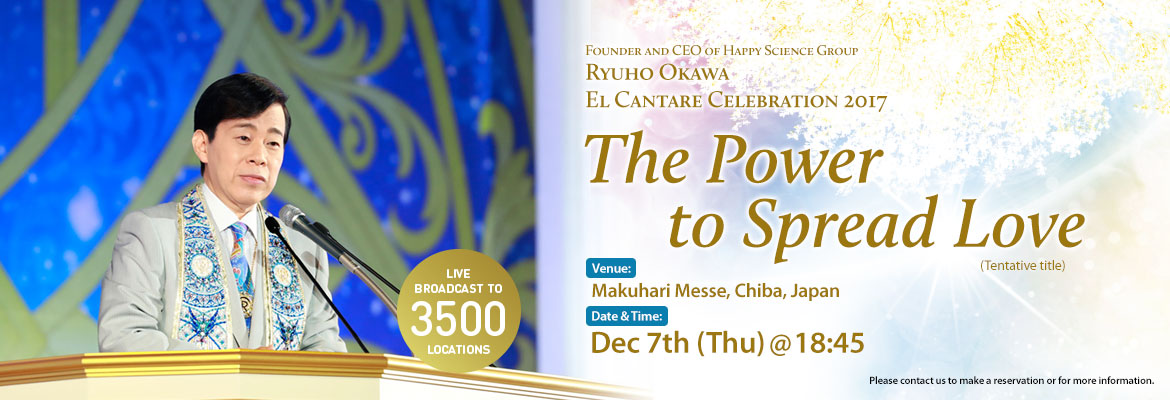 FOUNDER AND CEO OF HAPPY SCIENCE GROUP
RYUHO OKAWA
EL CANTARE CELEBRATION 2017
The Power
to Spread Love
(Tentative title)
LIVE
BROADCAST TO
3500
LOCATIONS
Venue:
Makuhari Messe, Chiba, Japan
Date & Time:
Dec 7th (Thu) @ 18:45
Please contact us to make a reservation or for more information.